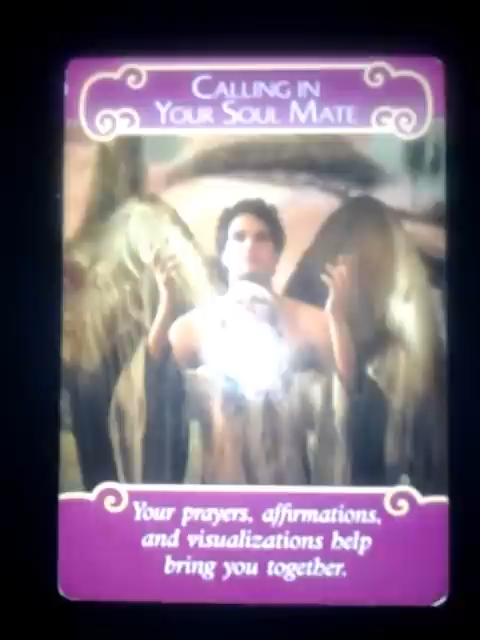 CALLING IN
YOUR SOUL MATE
Your prayers, affirmations,
and visualizations help
bring you together.